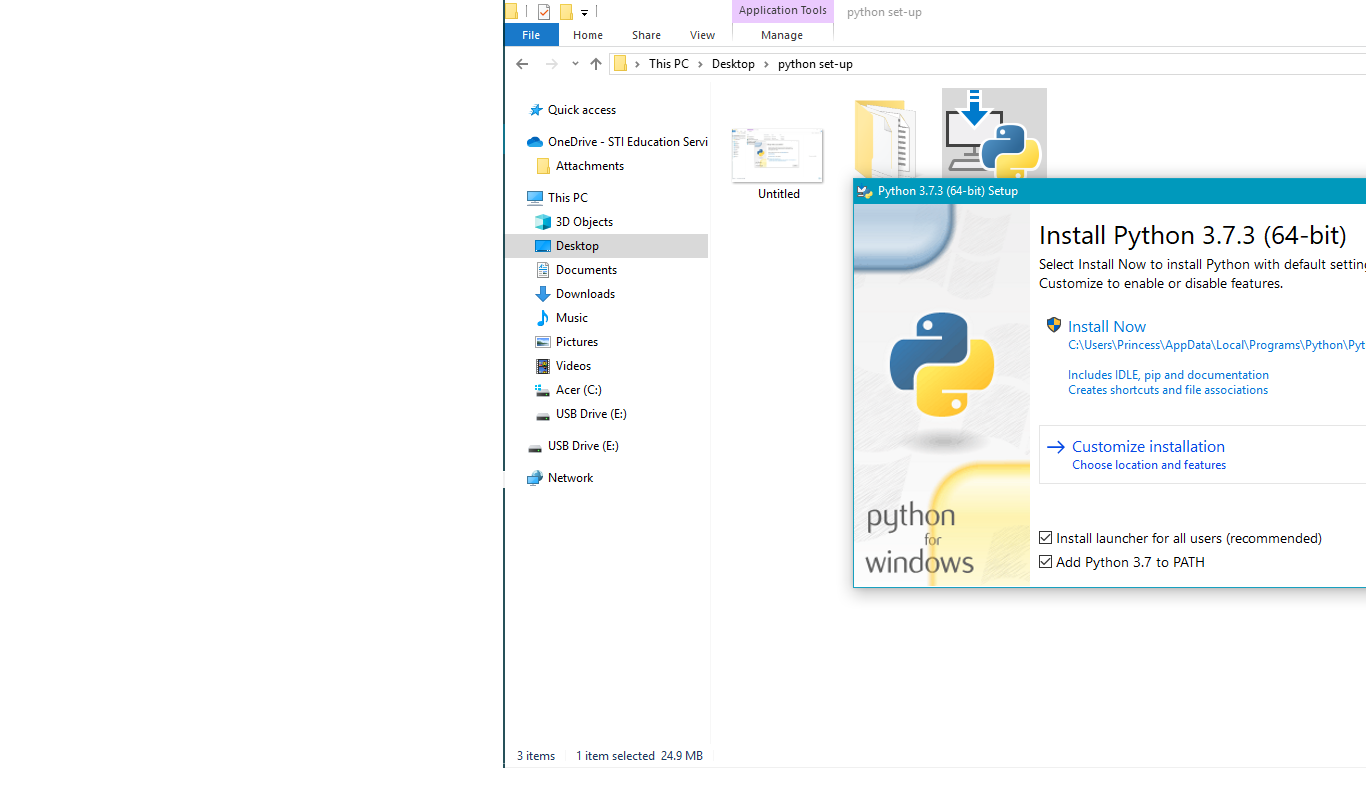 Application Tools
python set-up
File
Home
Share
View
Manage
This PC
Desktop
python set-up
Quick access
OneDrive - STI Education Servi
Attachments
This PC
3D Objects
Desktop
Documents
Downloads
Music
Pictures
Videos
Acer (C:)
USB Drive (E:)
USB Drive (E:)
Network
Untitled
Python 3.7.3 (64-bit) Setup
Install Python 3.7.3 (64-bit)
Select Install Now to install Python with default setting
Customize to enable or disable features.
Install Now
C:\Users\Princess\AppData\Local\Programs\Python\Pyt
Includes IDLE, pip and documentation
Creates shortcuts and file associations
Customize installation
Choose location and features
Install launcher for all users (recommended)
Add Python 3.7 to PATH
python
for
windows
3 items
1 item selected 24.9 MB